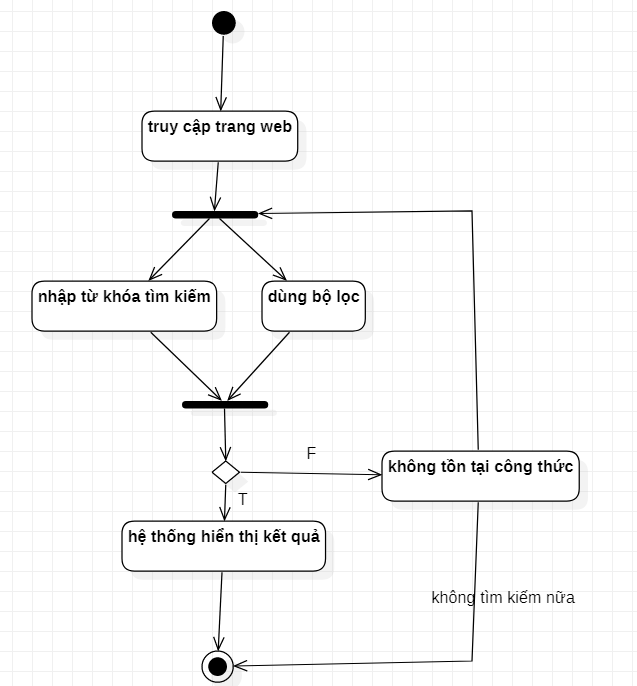 truy cập trang web
nhập từ khóa tìm kiếm
dùng bộ lọc
F
không tồn tại công thức
T
hệ thống hiển thị kết quả
không tìm kiếm nữa